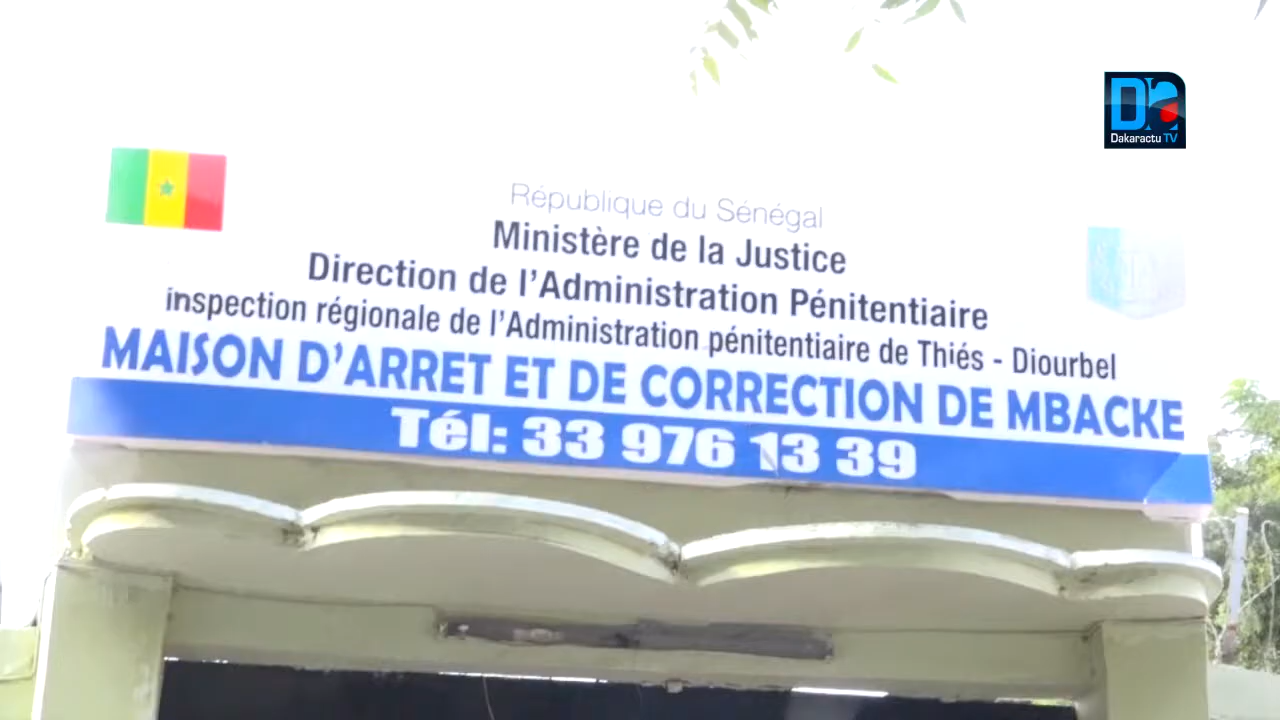 Dakaractu TV
République du Sénégal
Ministère de la Justice
Direction de l'Administration Pénitentiaire
inspection régionale de l'Administration pénitentiaire de Thiés - Diourbel
MAISON D'ARRET ET DE CORRECTION DE MBACKE
Tél: 33 976 13 39